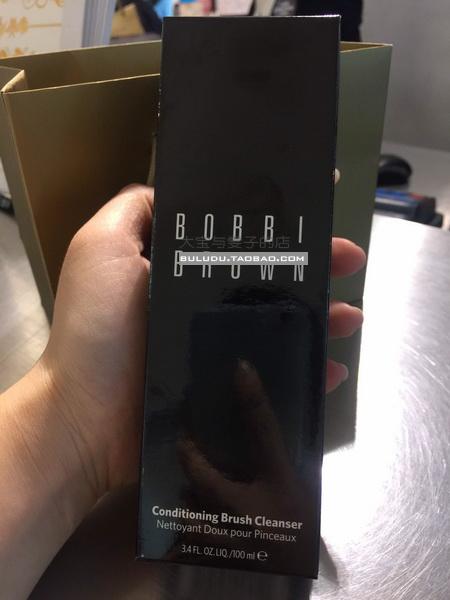 BOBBI
大宝与妻子的店
BULUDU.TAOBAO.COM
BROWN
Conditioning Brush Cleanser
Nettoyant Doux pour Pinceaux
3.4 FL. OZ. LIQ./100 ml ℮